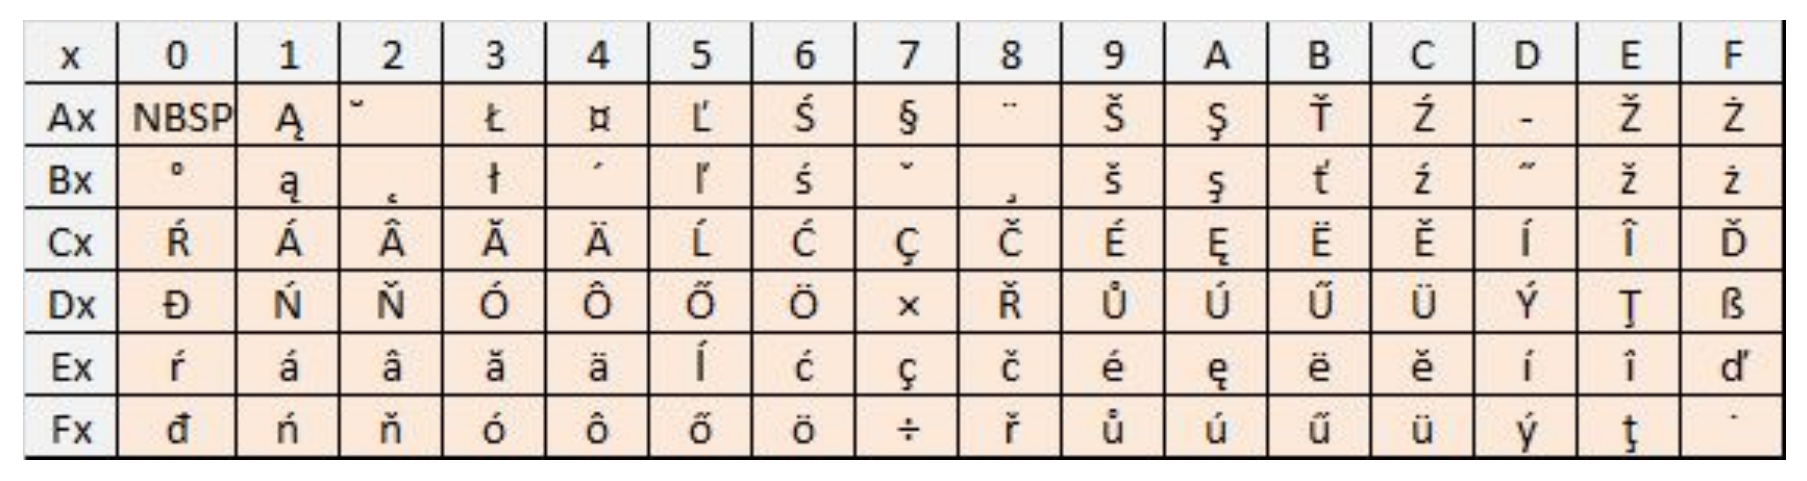 x 0 1 2 3 4 5 6 7 8 9 A B C D E F
Ax NBSP Ą ˘ Ł ¤ Ľ Ś § ¨ Š Ş Ť Ź - Ž Ż
Bx ° ą ˛ ł ´ ľ ś ˇ ¸ š ş ť ź ˝ ž ż
Cx Ŕ Á Â Ă Ä Ĺ Ć Ç Č É Ę Ë Ě Í Î Ď
Dx Đ Ń Ň Ó Ô Ő Ö × Ř Ů Ú Ű Ü Ý Ţ ß
Ex ŕ á â ă ä ĺ ć ç č é ę ë ě í î ď
Fx đ ń ň ó ô ő ö ÷ ř ů ú ű ü ý ţ ˙